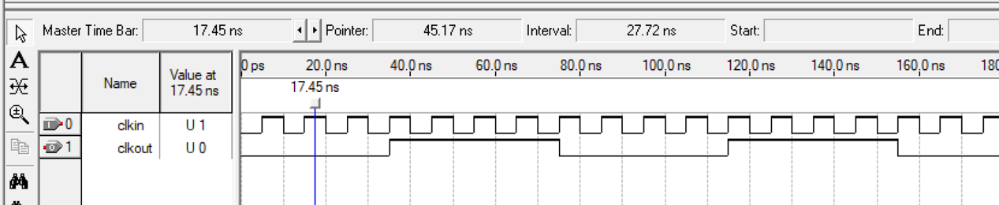 Master Time Bar: 17.45 ns Pointer: 45.17 ns Interval: 27.72 ns Start: End:
A
Name
Value at
17.45 ns
0 ps 20.0 ns 40.0 ns 60.0 ns 80.0 ns 100.0 ns 120.0 ns 140.0 ns 160.0 ns 180
17.45 ns
0 clkin U 1
1 clkout U 0